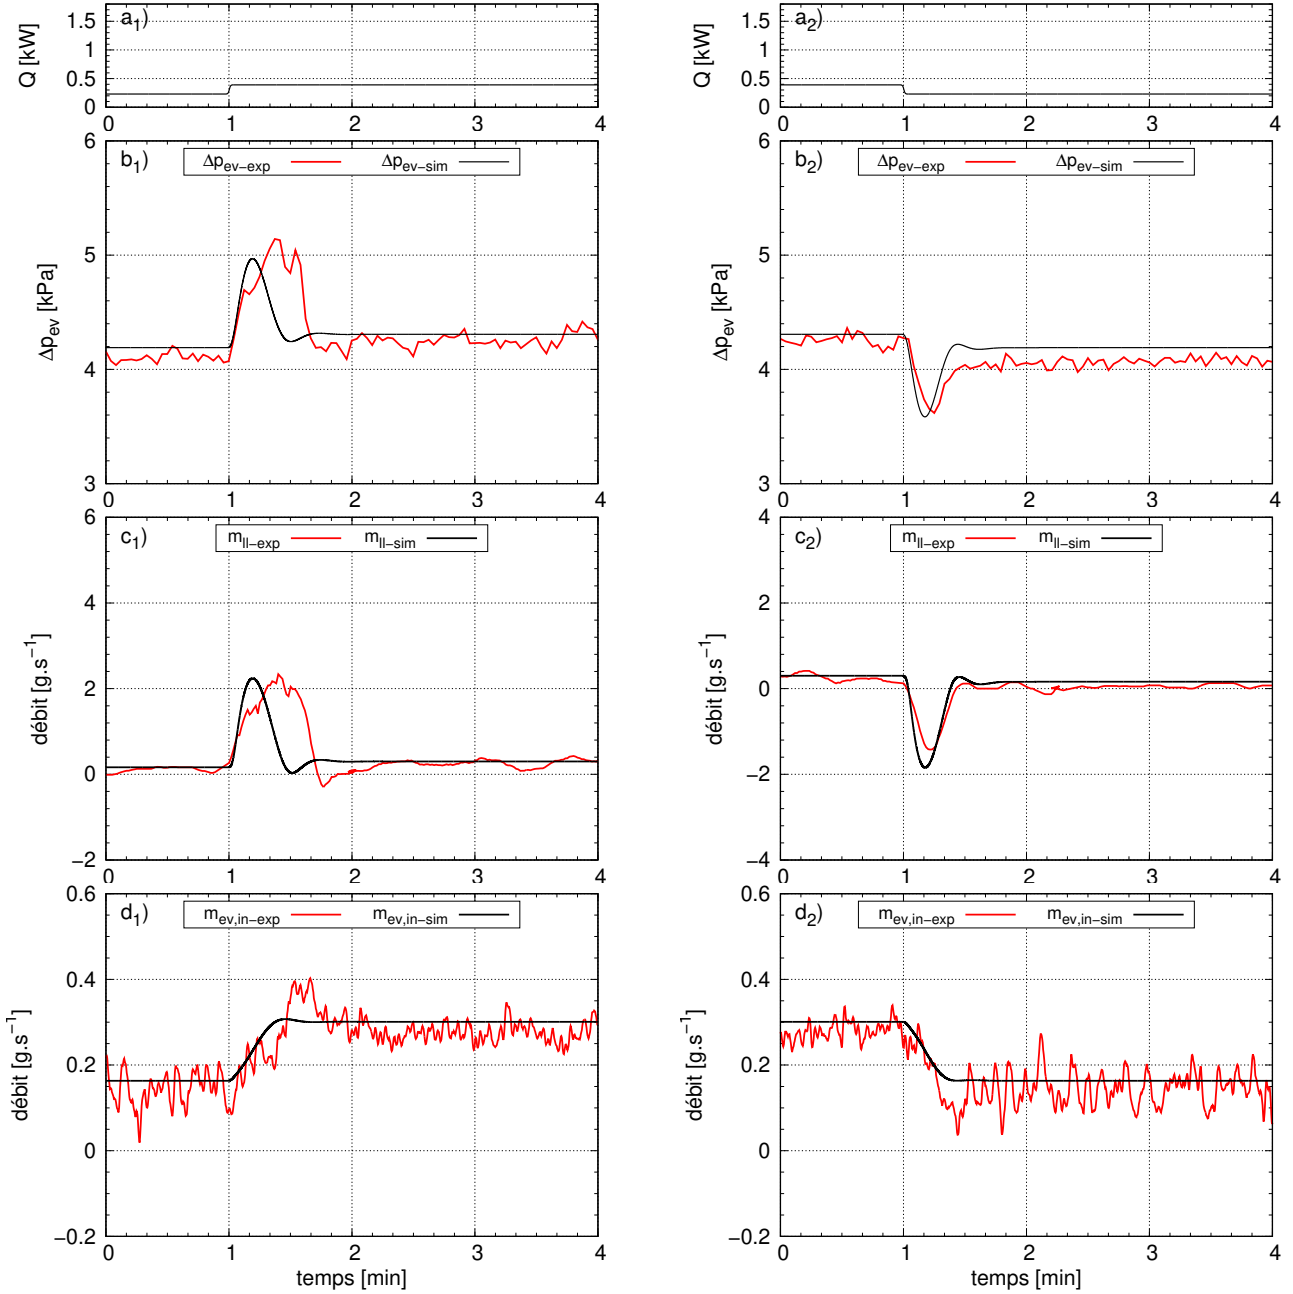 a1)
Q [kW]
1.5
1
0.5
0
0 1 2 3 4
b1)
Δpev−exp Δpev−sim
Δpev [kPa]
6
5
4
3
0 1 2 3 4
c1)
mll−exp mll−sim
débit [g.s−1]
6
4
2
0
−2
0 1 2 3 4
d1)
mev,in−exp mev,in−sim
débit [g.s−1]
0.6
0.4
0.2
0
−0.2
0 1 2 3 4
temps [min]
a2)
Q [kW]
1.5
1
0.5
0
0 1 2 3 4
b2)
Δpev−exp Δpev−sim
Δpev [kPa]
6
5
4
3
0 1 2 3 4
c2)
mll−exp mll−sim
débit [g.s−1]
4
2
0
−2
−4
0 1 2 3 4
d2)
mev,in−exp mev,in−sim
débit [g.s−1]
0.6
0.4
0.2
0
−0.2
0 1 2 3 4
temps [min]